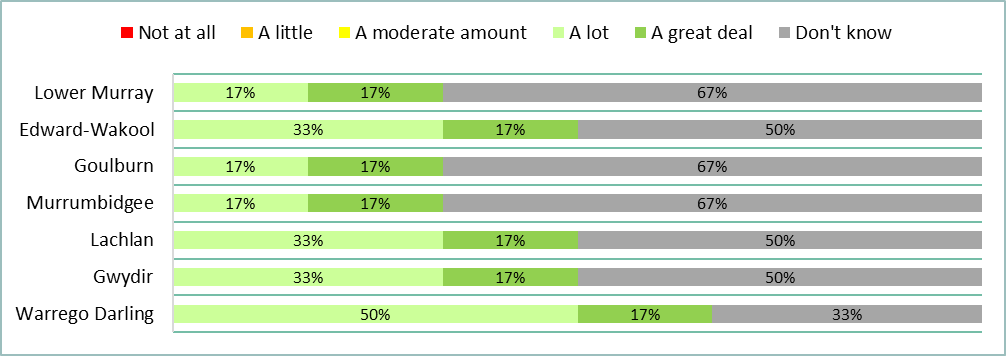 Not at all A little A moderate amount A lot A great deal Don't know
Lower Murray 17% 17% 67%
Edward-Wakool 33% 17% 50%
Goulburn 17% 17% 67%
Murrumbidgee 17% 17% 67%
Lachlan 33% 17% 50%
Gwydir 33% 17% 50%
Warrego Darling 50% 17% 33%